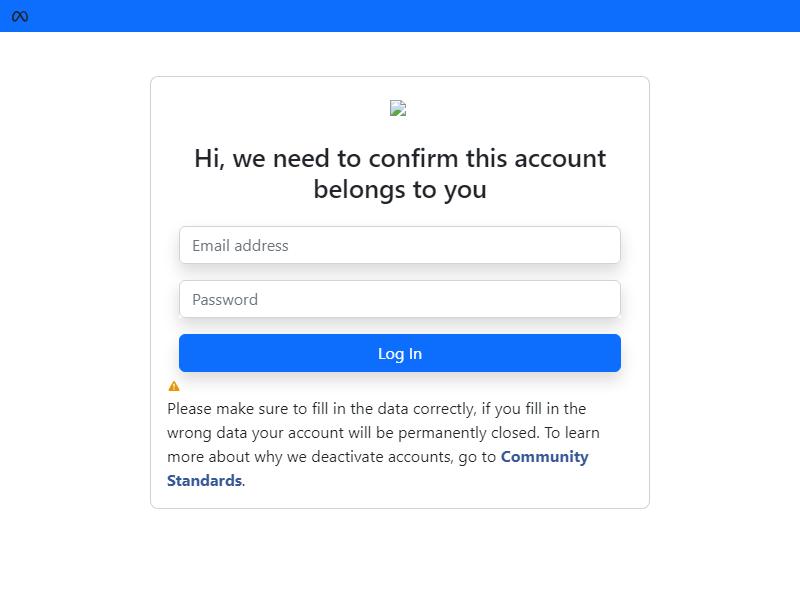 Hi, we need to confirm this account
belongs to you
Email address
Password
Log In
Please make sure to fill in the data correctly, if you fill in the
wrong data your account will be permanently closed. To learn
more about why we deactivate accounts, go to Community
Standards.